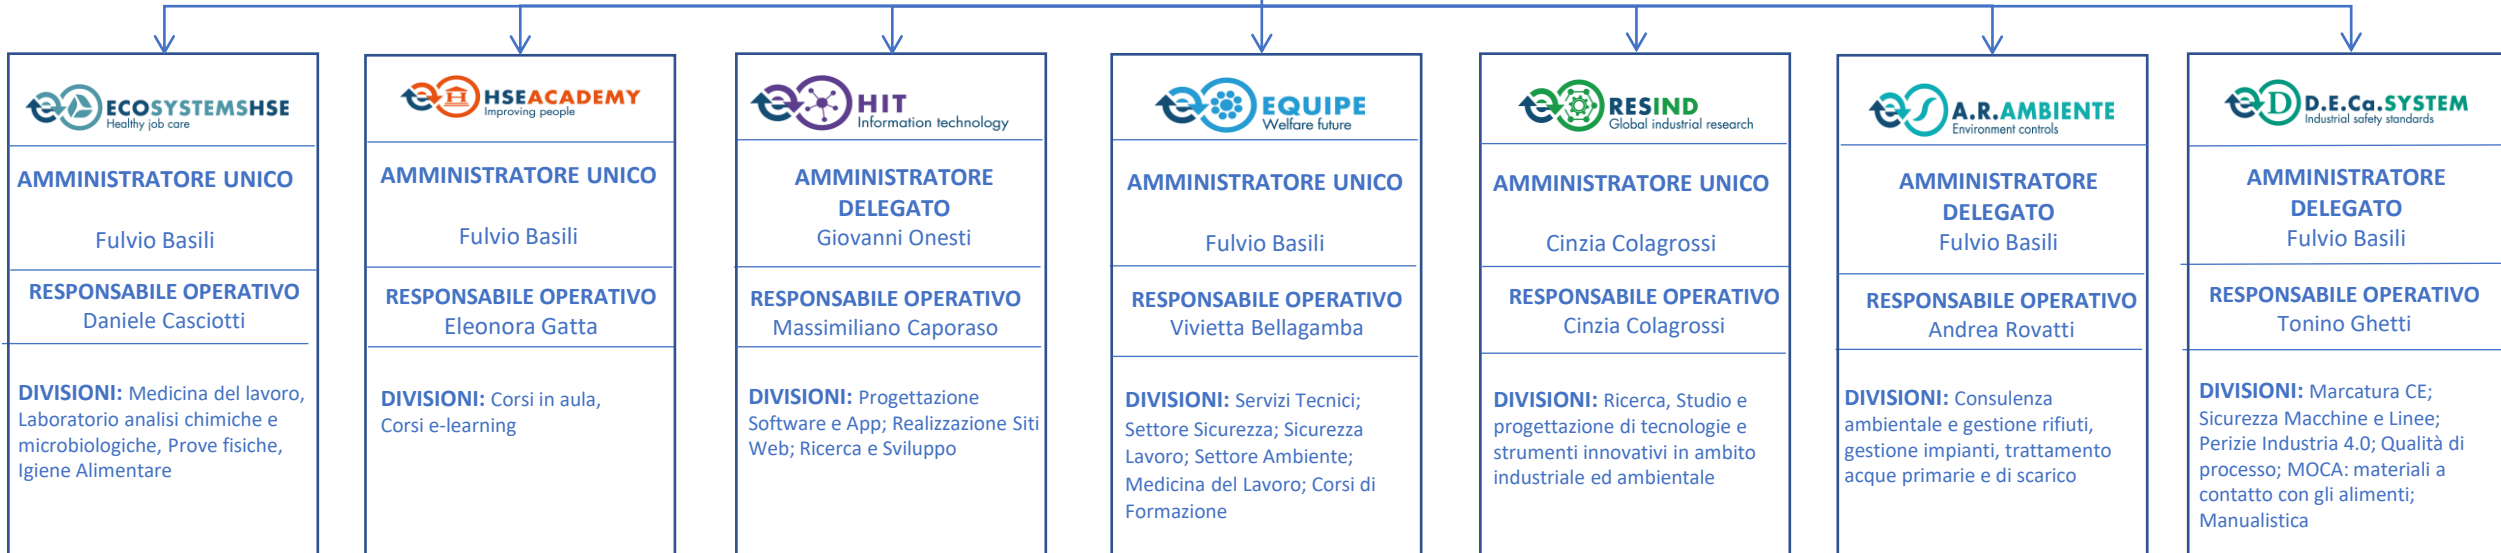 ECOSYSTEMSHSE
Healthy job care
AMMINISTRATORE UNICO
Fulvio Basili
RESPONSABILE OPERATIVO
Daniele Casciotti
DIVISIONI: Medicina del lavoro,
Laboratorio analisi chimiche e
microbiologiche, Prove fisiche,
Igiene Alimentare
HSEACADEMY
Improving people
AMMINISTRATORE UNICO
Fulvio Basili
RESPONSABILE OPERATIVO
Eleonora Gatta
DIVISIONI: Corsi in aula,
Corsi e-learning
HIT
Information technology
AMMINISTRATORE
DELEGATO
Giovanni Onesti
RESPONSABILE OPERATIVO
Massimiliano Caporaso
DIVISIONI: Progettazione
Software e App; Realizzazione Siti
Web; Ricerca e Sviluppo
EQUIPE
Welfare future
AMMINISTRATORE UNICO
Fulvio Basili
RESPONSABILE OPERATIVO
Vivietta Bellagamba
DIVISIONI: Servizi Tecnici;
Settore Sicurezza; Sicurezza
Lavoro; Settore Ambiente;
Medicina del Lavoro; Corsi di
Formazione
RESIND
Global industrial research
AMMINISTRATORE UNICO
Cinzia Colagrossi
RESPONSABILE OPERATIVO
Cinzia Colagrossi
DIVISIONI: Ricerca, Studio e
progettazione di tecnologie e
strumenti innovativi in ambito
industriale ed ambientale
A.R.AMBIENTE
Environment controls
AMMINISTRATORE
DELEGATO
Fulvio Basili
RESPONSABILE OPERATIVO
Andrea Rovatti
DIVISIONI: Consulenza
ambientale e gestione rifiuti,
gestione impianti, trattamento
acque primarie e di scarico
D.E.Ca.SYSTEM
Industrial safety standards
AMMINISTRATORE
DELEGATO
Fulvio Basili
RESPONSABILE OPERATIVO
Tonino Ghetti
DIVISIONI: Marcatura CE;
Sicurezza Macchine e Linee;
Perizie Industria 4.0; Qualità di
processo; MOCA: materiali a
contatto con gli alimenti;
Manualistica